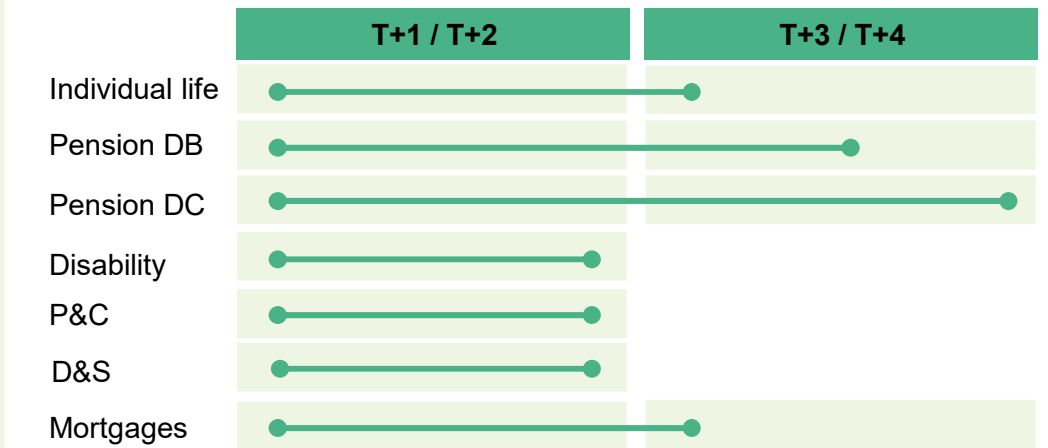 T+1 / T+2
T+3 / T+4
Individual life
Pension DB
Pension DC
Disability
P&C
D&S
Mortgages